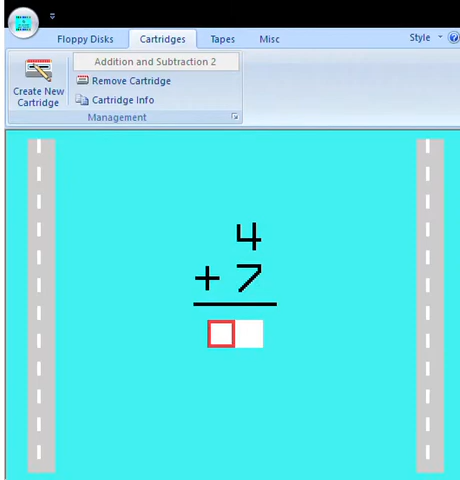 Floppy Disks Cartridges Tapes Misc Style
Addition and Subtraction 2
Remove Cartridge
Create New Cartridge
Cartridge Info
Management
4
+ 7